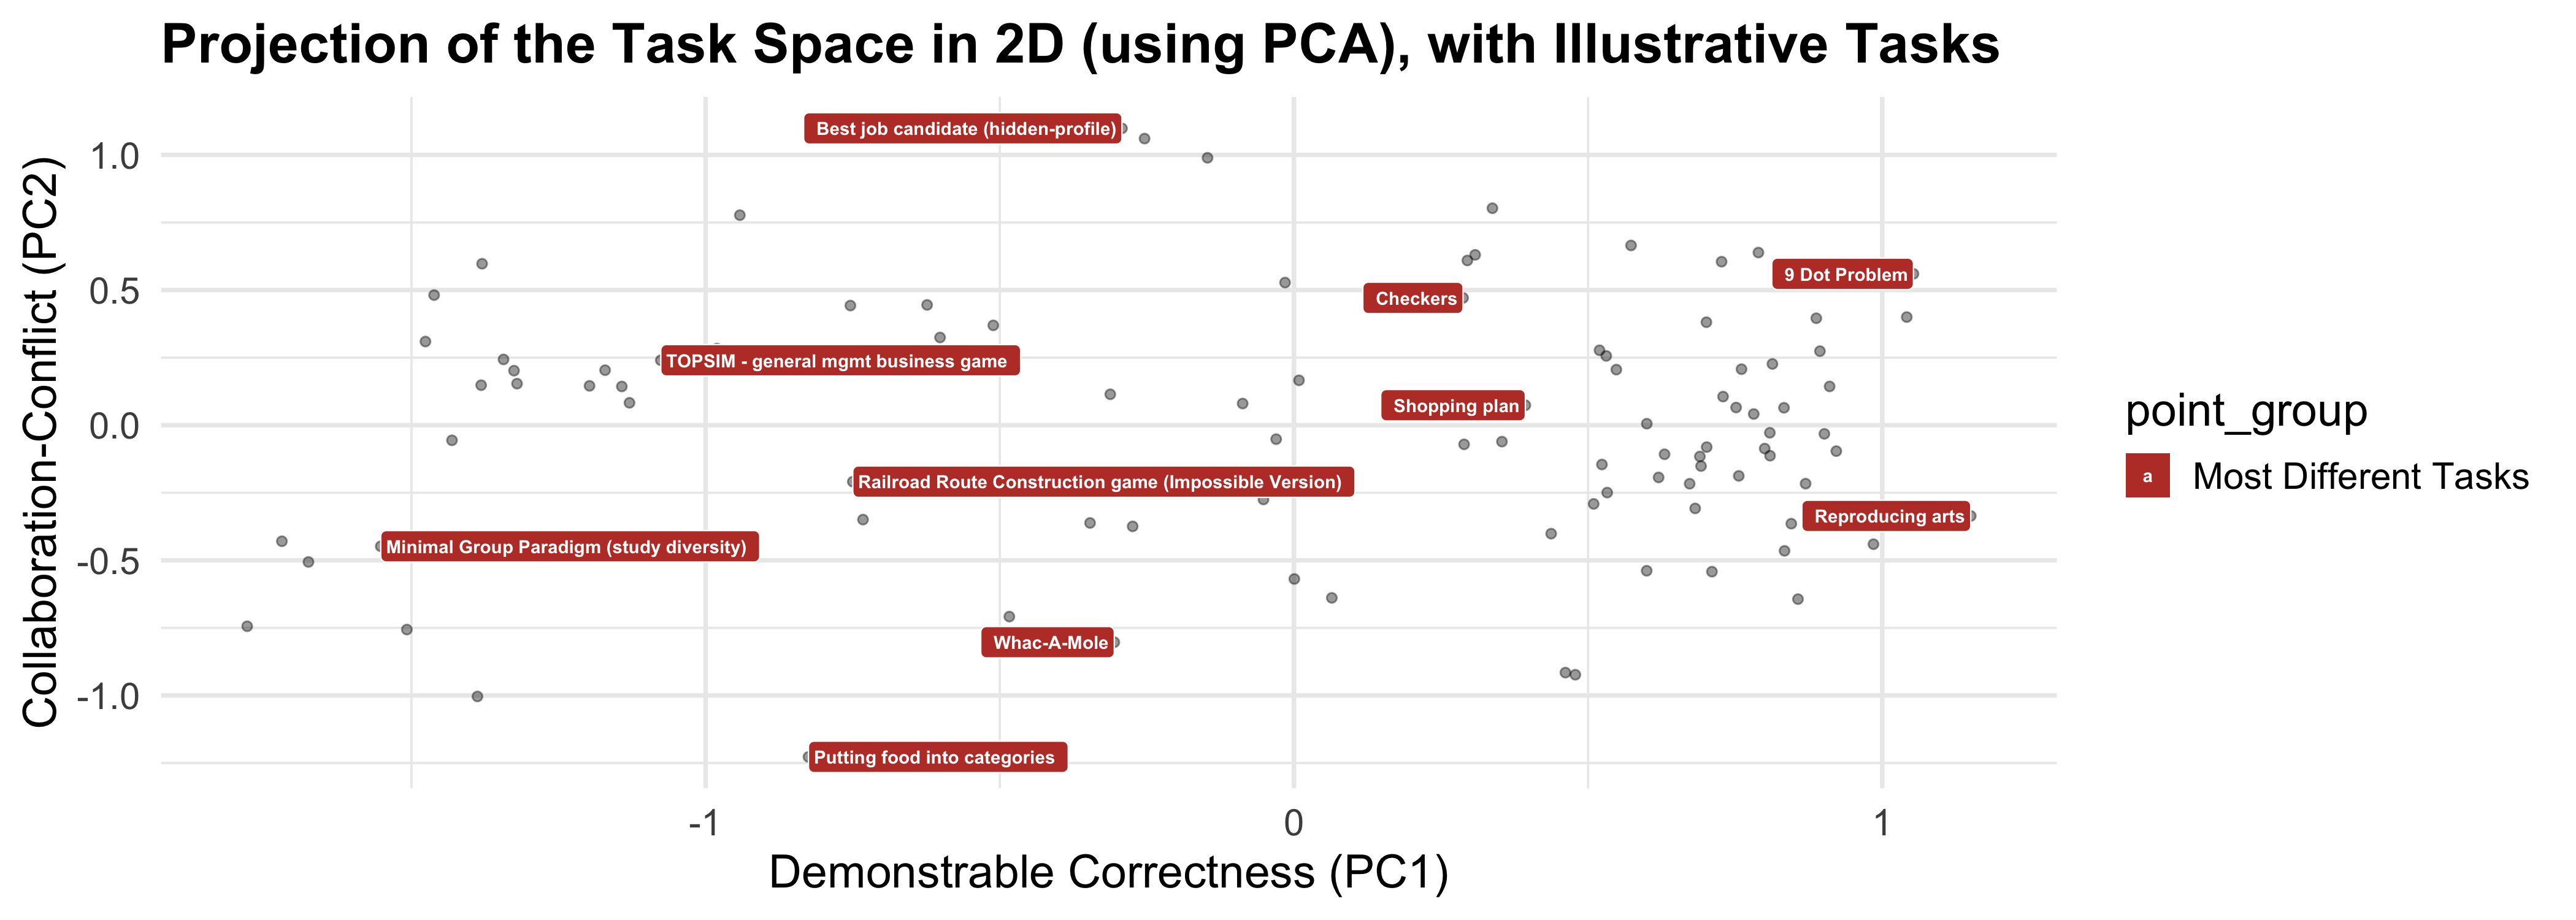 Projection of the Task Space in 2D (using PCA), with Illustrative Tasks
Collaboration-Conflict (PC2)
1.0
0.5
0.0
-0.5
-1.0
Best job candidate (hidden-profile)
9 Dot Problem
Checkers
TOPSIM - general mgmt business game
Shopping plan
Railroad Route Construction game (Impossible Version)
Reproducing arts
Minimal Group Paradigm (study diversity)
Whac-A-Mole
Putting food into categories
-1
0
1
Demonstrable Correctness (PC1)
point_group
a
Most Different Tasks